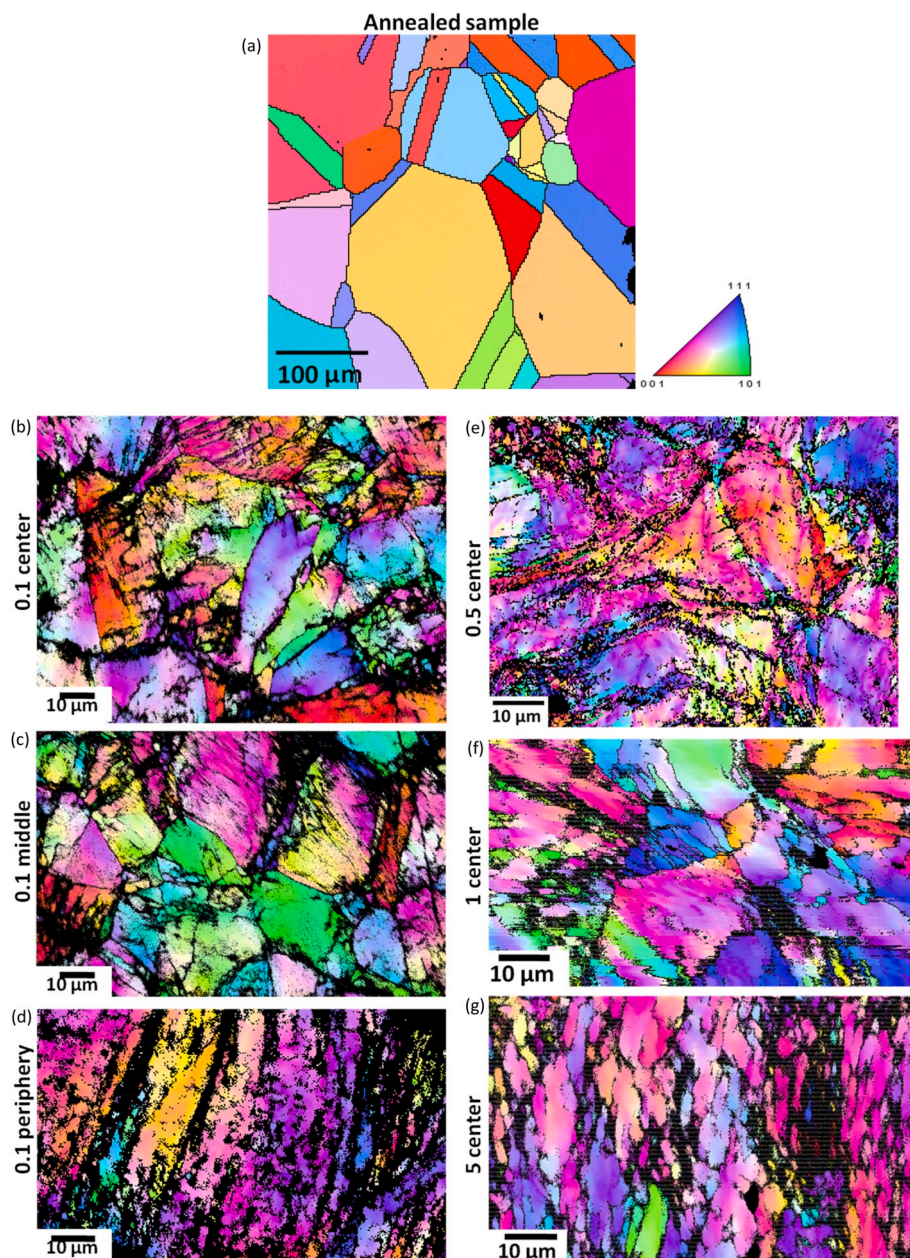 Annealed sample
(a)
100 µm
1 1 1
0 0 1
1 0 1
(b)
0.1 center
10 µm
(c)
0.1 middle
10 µm
(d)
0.1 periphery
10 µm
(e)
0.5 center
10 µm
(f)
1 center
10 µm
(g)
5 center
10 µm